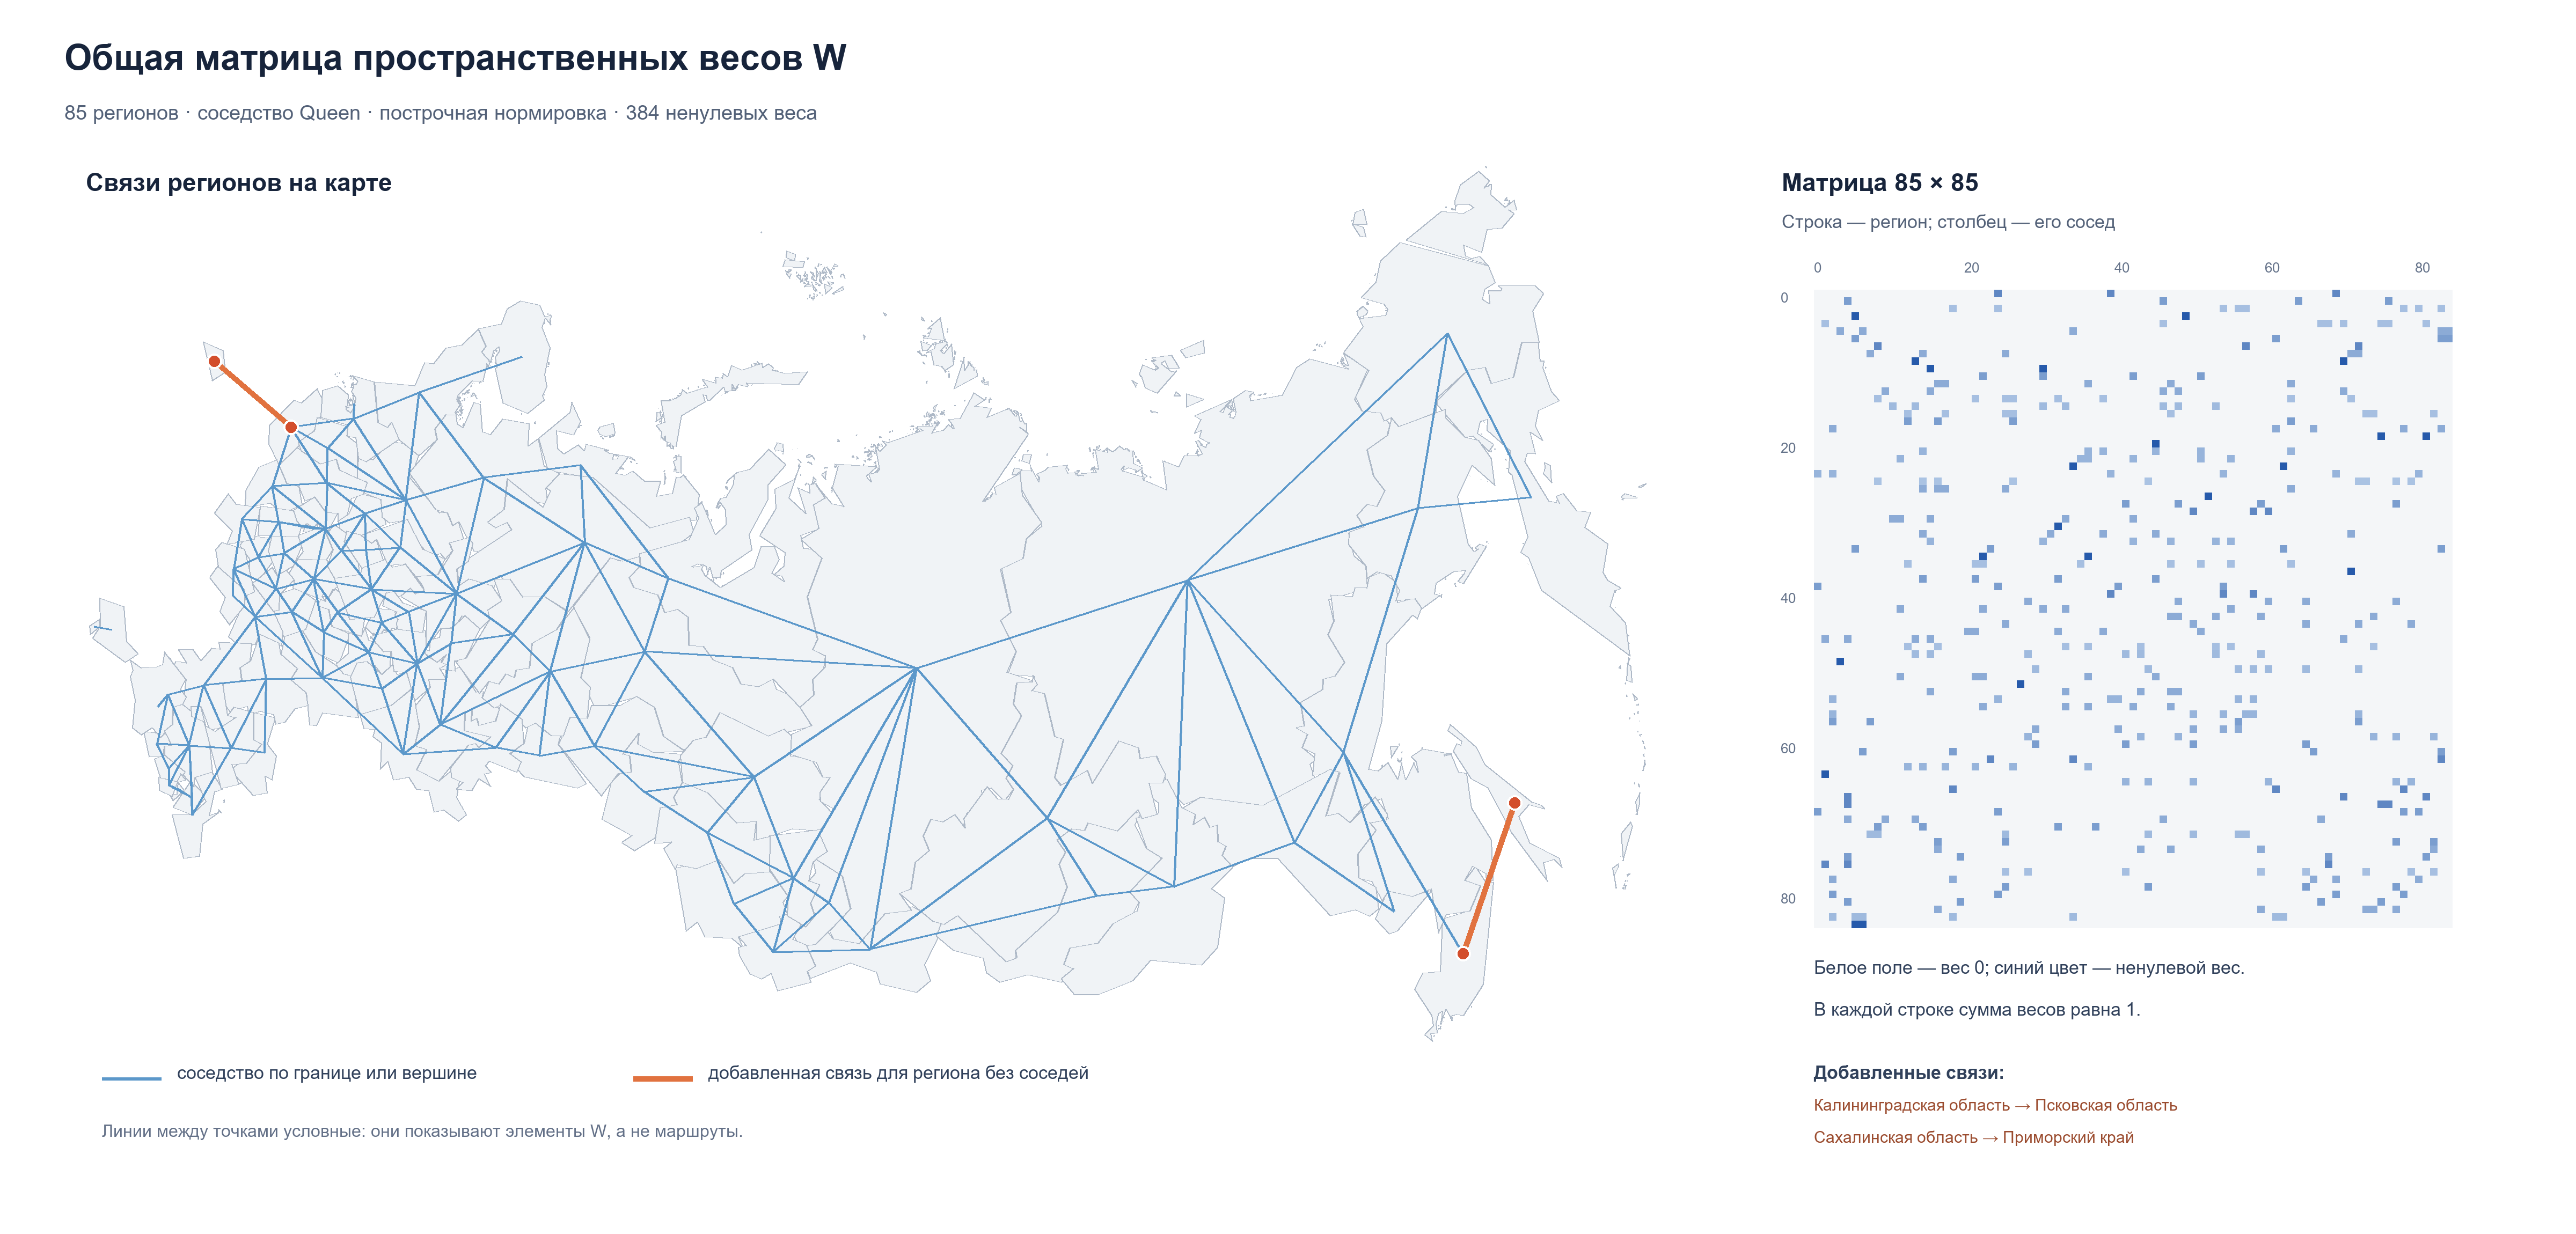 Общая матрица пространственных весов W
85 регионов · соседство Queen · построчная нормировка · 384 ненулевых веса
Связи регионов на карте
Матрица 85 × 85
Строка — регион; столбец — его сосед
0 20 40 60 80
0
20
40
60
80
Белое поле — вес 0; синий цвет — ненулевой вес.
В каждой строке сумма весов равна 1.
соседство по границе или вершине
добавленная связь для региона без соседей
Линии между точками условные: они показывают элементы W, а не маршруты.
Добавленные связи:
Калининградская область → Псковская область
Сахалинская область → Приморский край